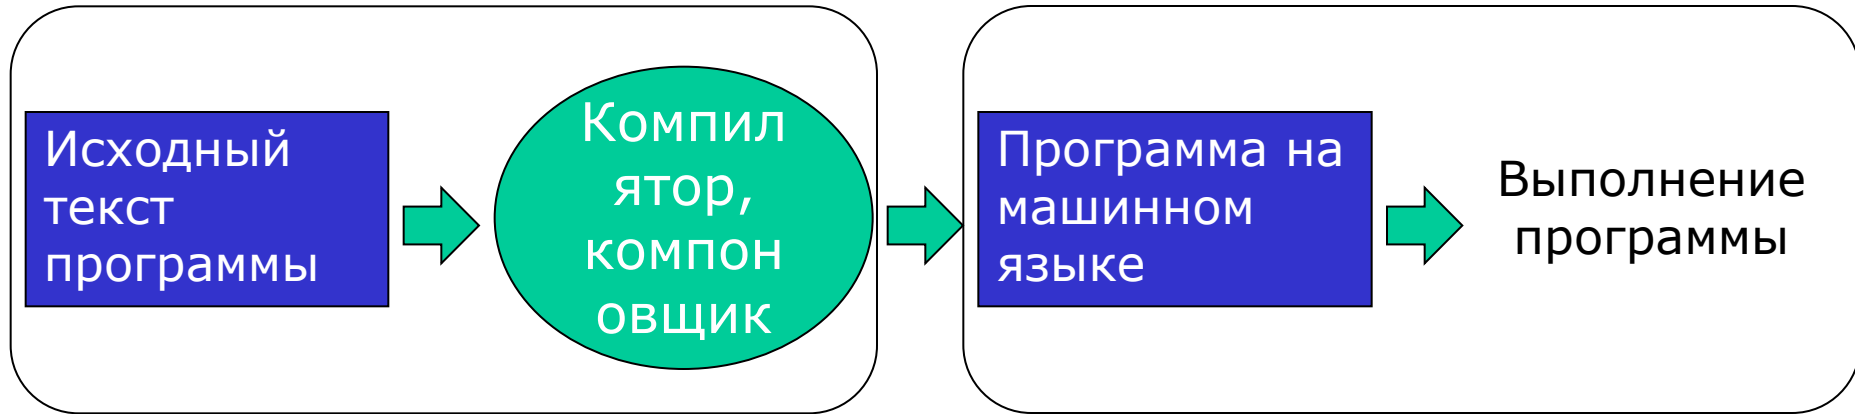 Исходный
текст
программы
Компил
ятор,
компон
овщик
Программа на
машинном
языке
Выполнение
программы